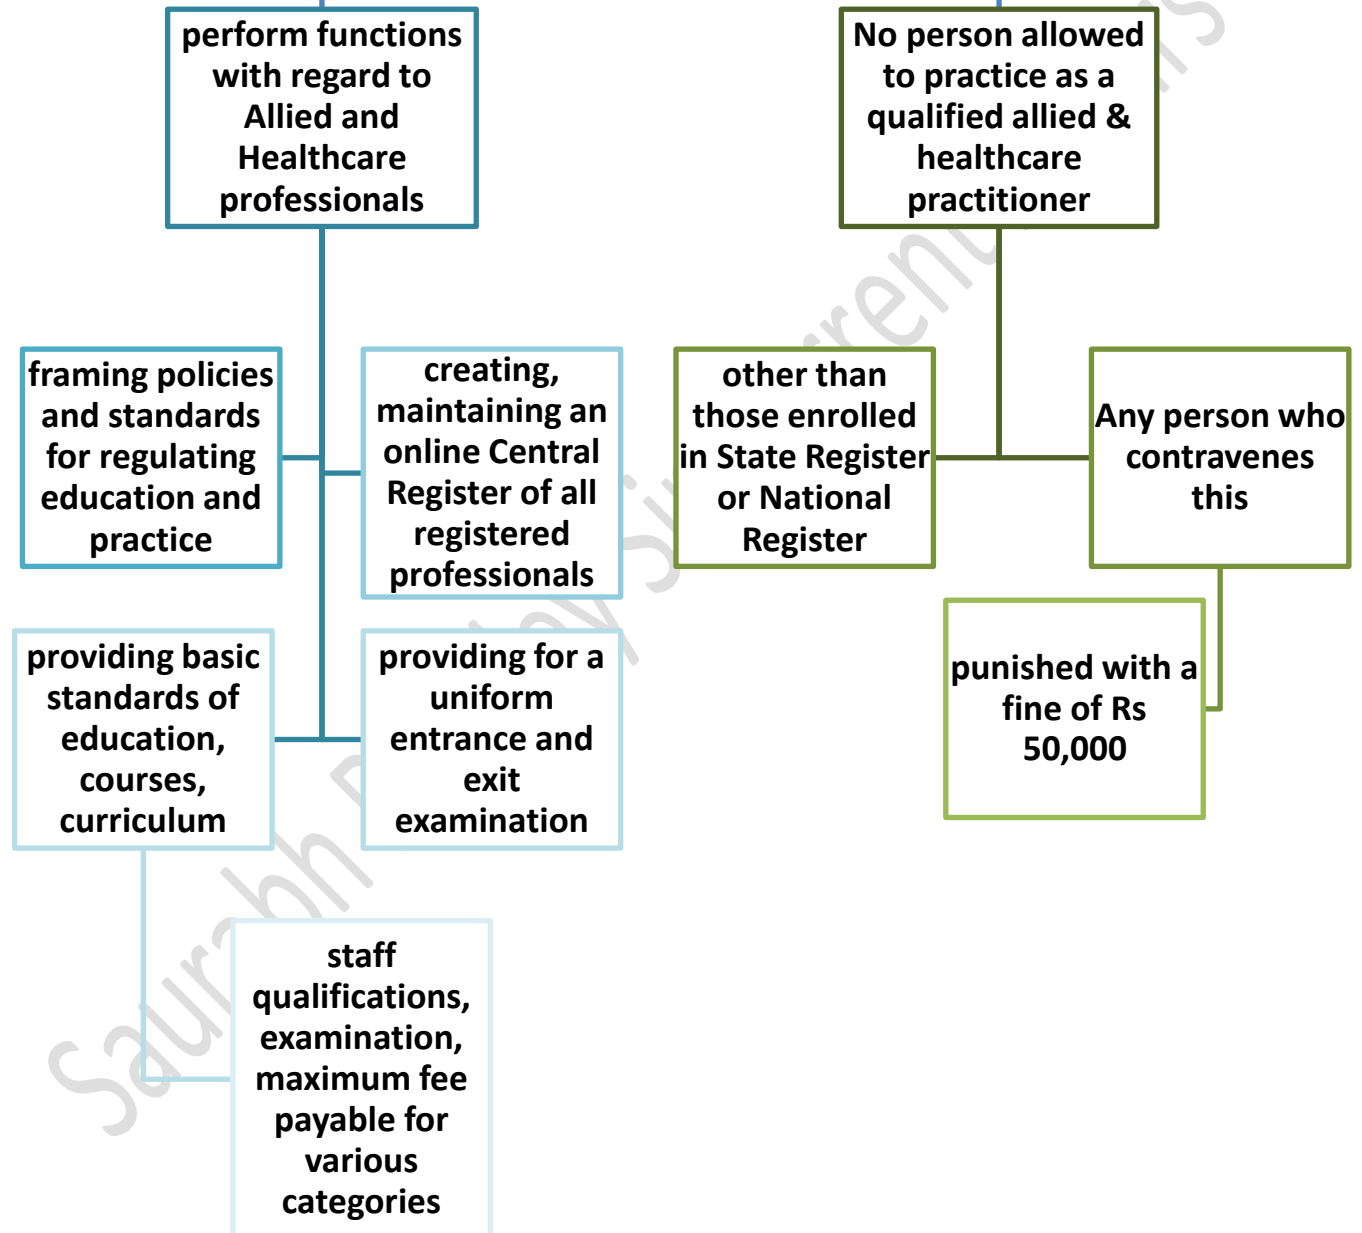 perform functions
with regard to
Allied and
Healthcare
professionals
No person allowed
to practice as a
qualified allied &
healthcare
practitioner
framing policies
and standards
for regulating
education and
practice
creating,
maintaining an
online Central
Register of all
registered
professionals
other than
those enrolled
in State Register
or National
Register
Any person who
contravenes
this
providing basic
standards of
education,
courses,
curriculum
providing for a
uniform
entrance and
exit
examination
punished with a
fine of Rs
50,000
staff
qualifications,
examination,
maximum fee
payable for
various
categories
Saurabh